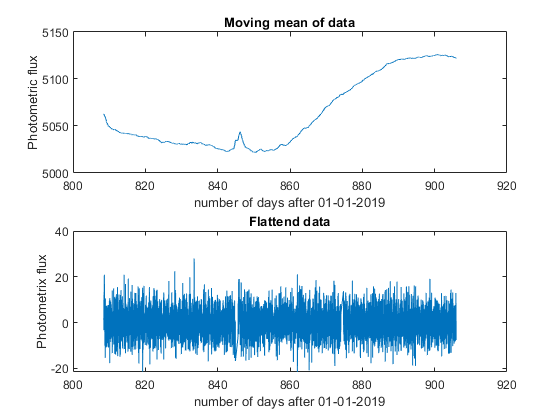 Moving mean of data
5150
5100
5050
5000
Photometric flux
800 820 840 860 880 900 920
number of days after 01-01-2019
Flattend data
40
20
0
-20
Photometrix flux
800 820 840 860 880 900 920
number of days after 01-01-2019